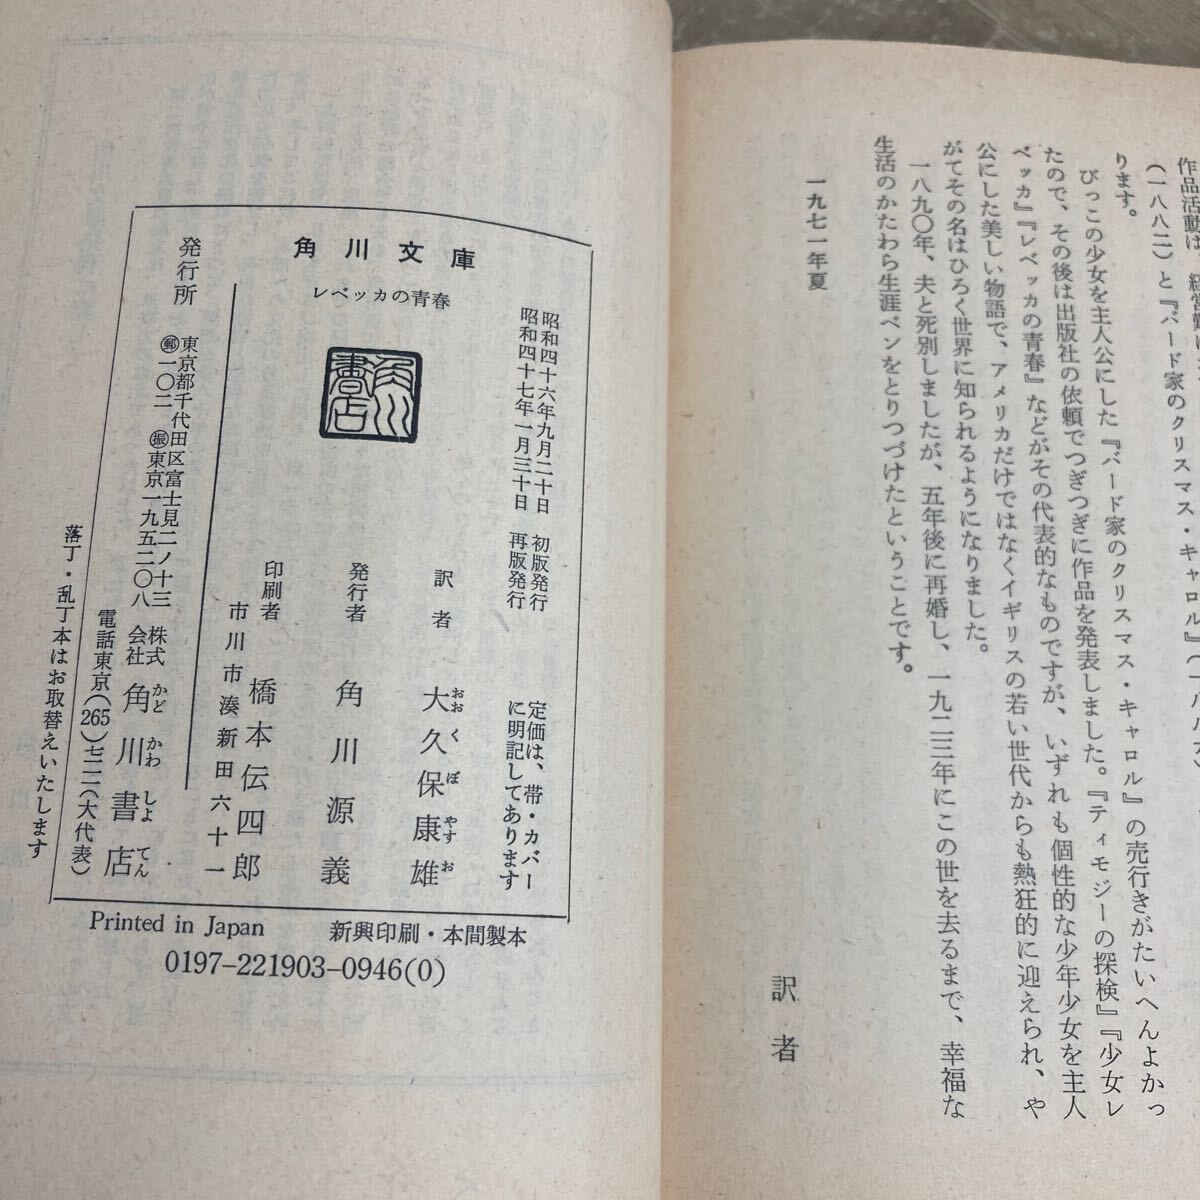 作品活動は、経営難に
（一八八二）と『バード家のクリスマス・キャロル』（一八八六）
ります。
びっこの少女を主人公にした『バード家のクリスマス・キャロル』の売行きがたいへんよかっ
たので、その後は出版社の依頼でつぎつぎに作品を発表しました。『ティモジーの探検』『少女レ
ベッカ』『レベッカの青春』などがその代表的なものですが、いずれも個性的な少年少女を主人
公にした美しい物語で、アメリカだけではなくイギリスの若い世代からも熱狂的に迎えられ、や
がてその名はひろく世界に知られるようになりました。
一八九〇年、夫と死別しましたが、五年後に再婚し、一九二三年にこの世を去るまで、幸福な
生活のかたわら生涯ペンをとりつづけたということです。
一九七一年夏
訳者
角川文庫
レベッカの青春
昭和四十六年九月二十日　初版発行
昭和四十七年一月三十日　再版発行
定価は、帯・カバー
に明記してあります
角川書店
訳者　大久保康雄
おおくぼやすお
発行者　角川源義
印刷者　橋本伝四郎
市川市湊新田六十一
発行所
東京都千代田区富士見二ノ十三
郵一〇二　振東京一九五二〇八
株式会社　角川書店
かどかわしよてん
電話東京(265)七一一一(大代表)
落丁・乱丁本はお取替えいたします
Printed in Japan　新興印刷・本間製本
0197-221903-0946(0)